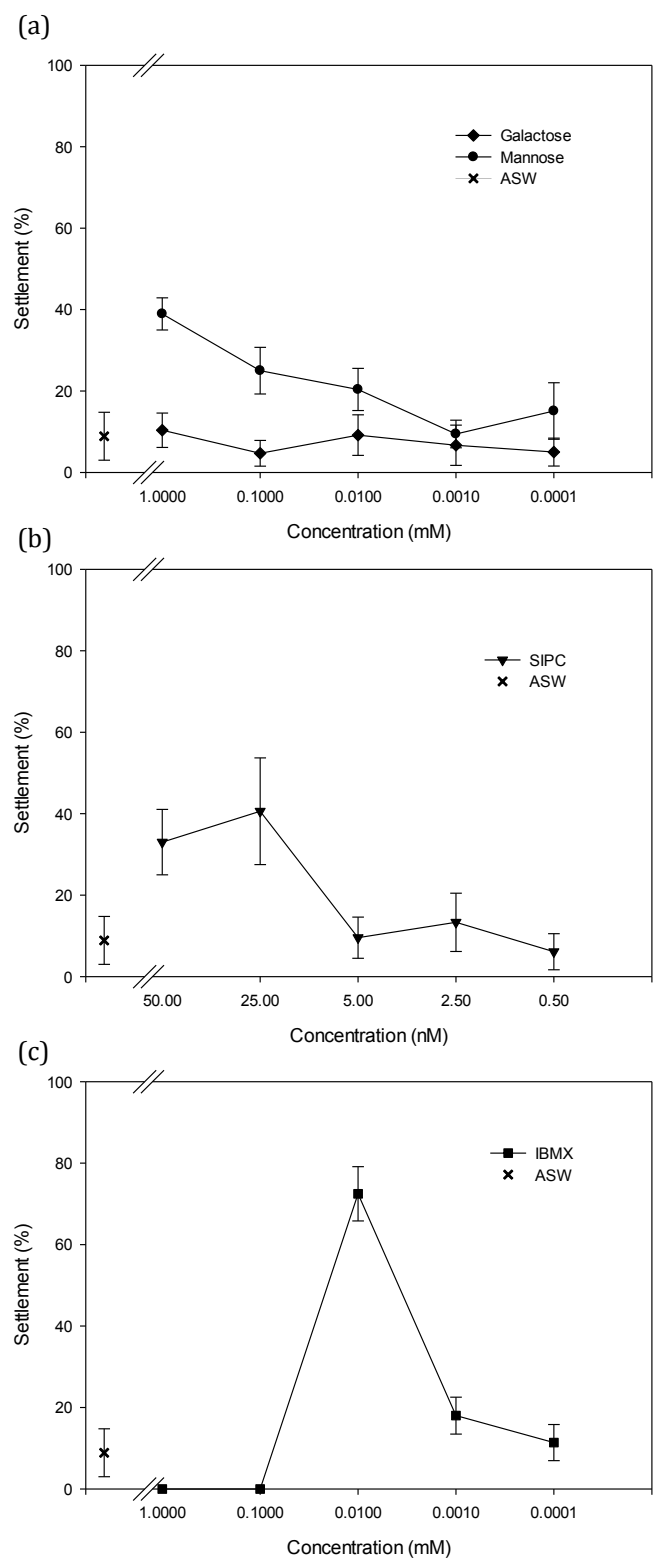 (a)
100
80
60
40
20
0
Settlement (%)
Galactose
Mannose
ASW
1.0000 0.1000 0.0100 0.0010 0.0001
Concentration (mM)
(b)
100
80
60
40
20
0
Settlement (%)
SIPC
ASW
50.00 25.00 5.00 2.50 0.50
Concentration (nM)
(c)
100
80
60
40
20
0
Settlement (%)
IBMX
ASW
1.0000 0.1000 0.0100 0.0010 0.0001
Concentration (mM)